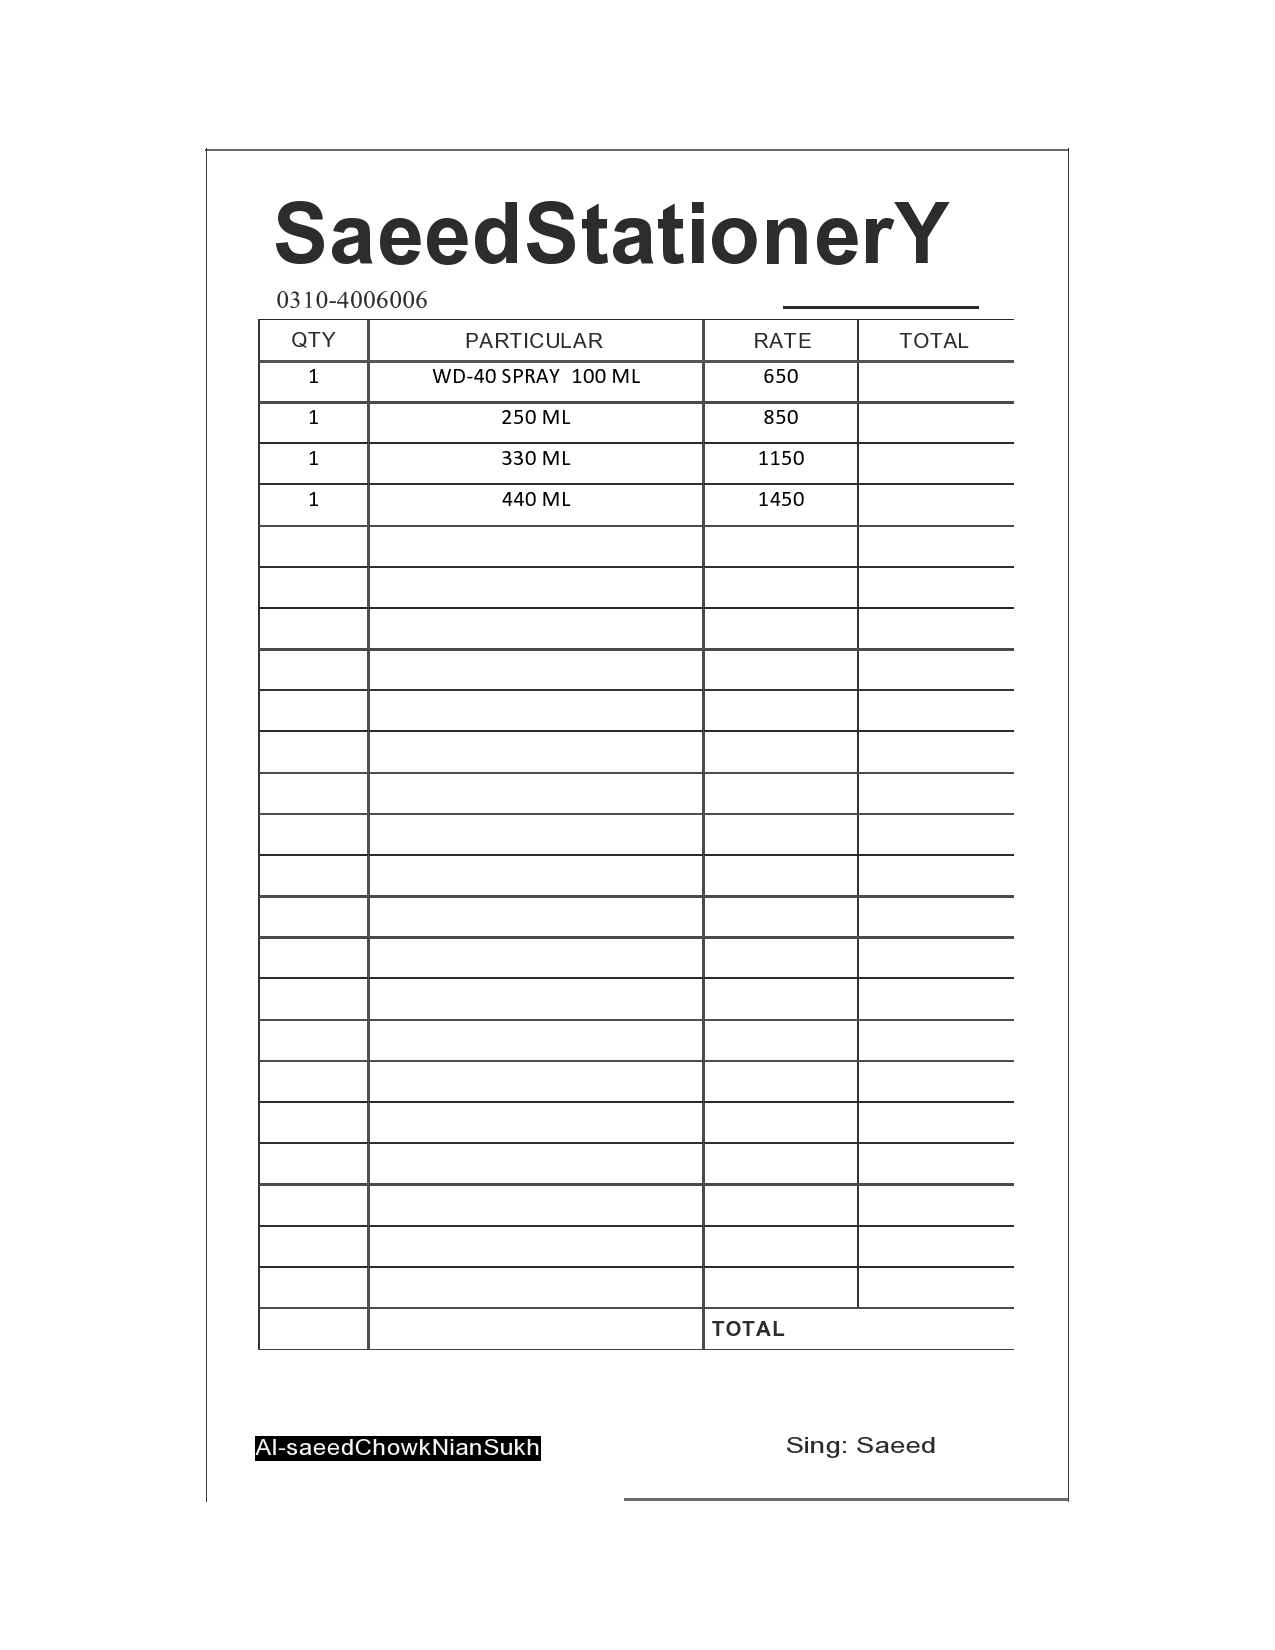 SaeedStationerY
0310-4006006
QTY PARTICULAR RATE TOTAL
1 WD-40 SPRAY 100 ML 650
1 250 ML 850
1 330 ML 1150
1 440 ML 1450
TOTAL
Al-saeedChowkNianSukh Sing: Saeed